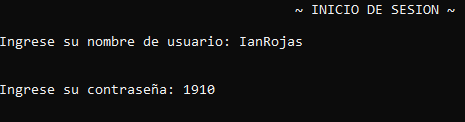 ~ INICIO DE SESION ~
Ingrese su nombre de usuario: IanRojas
Ingrese su contraseña: 1910